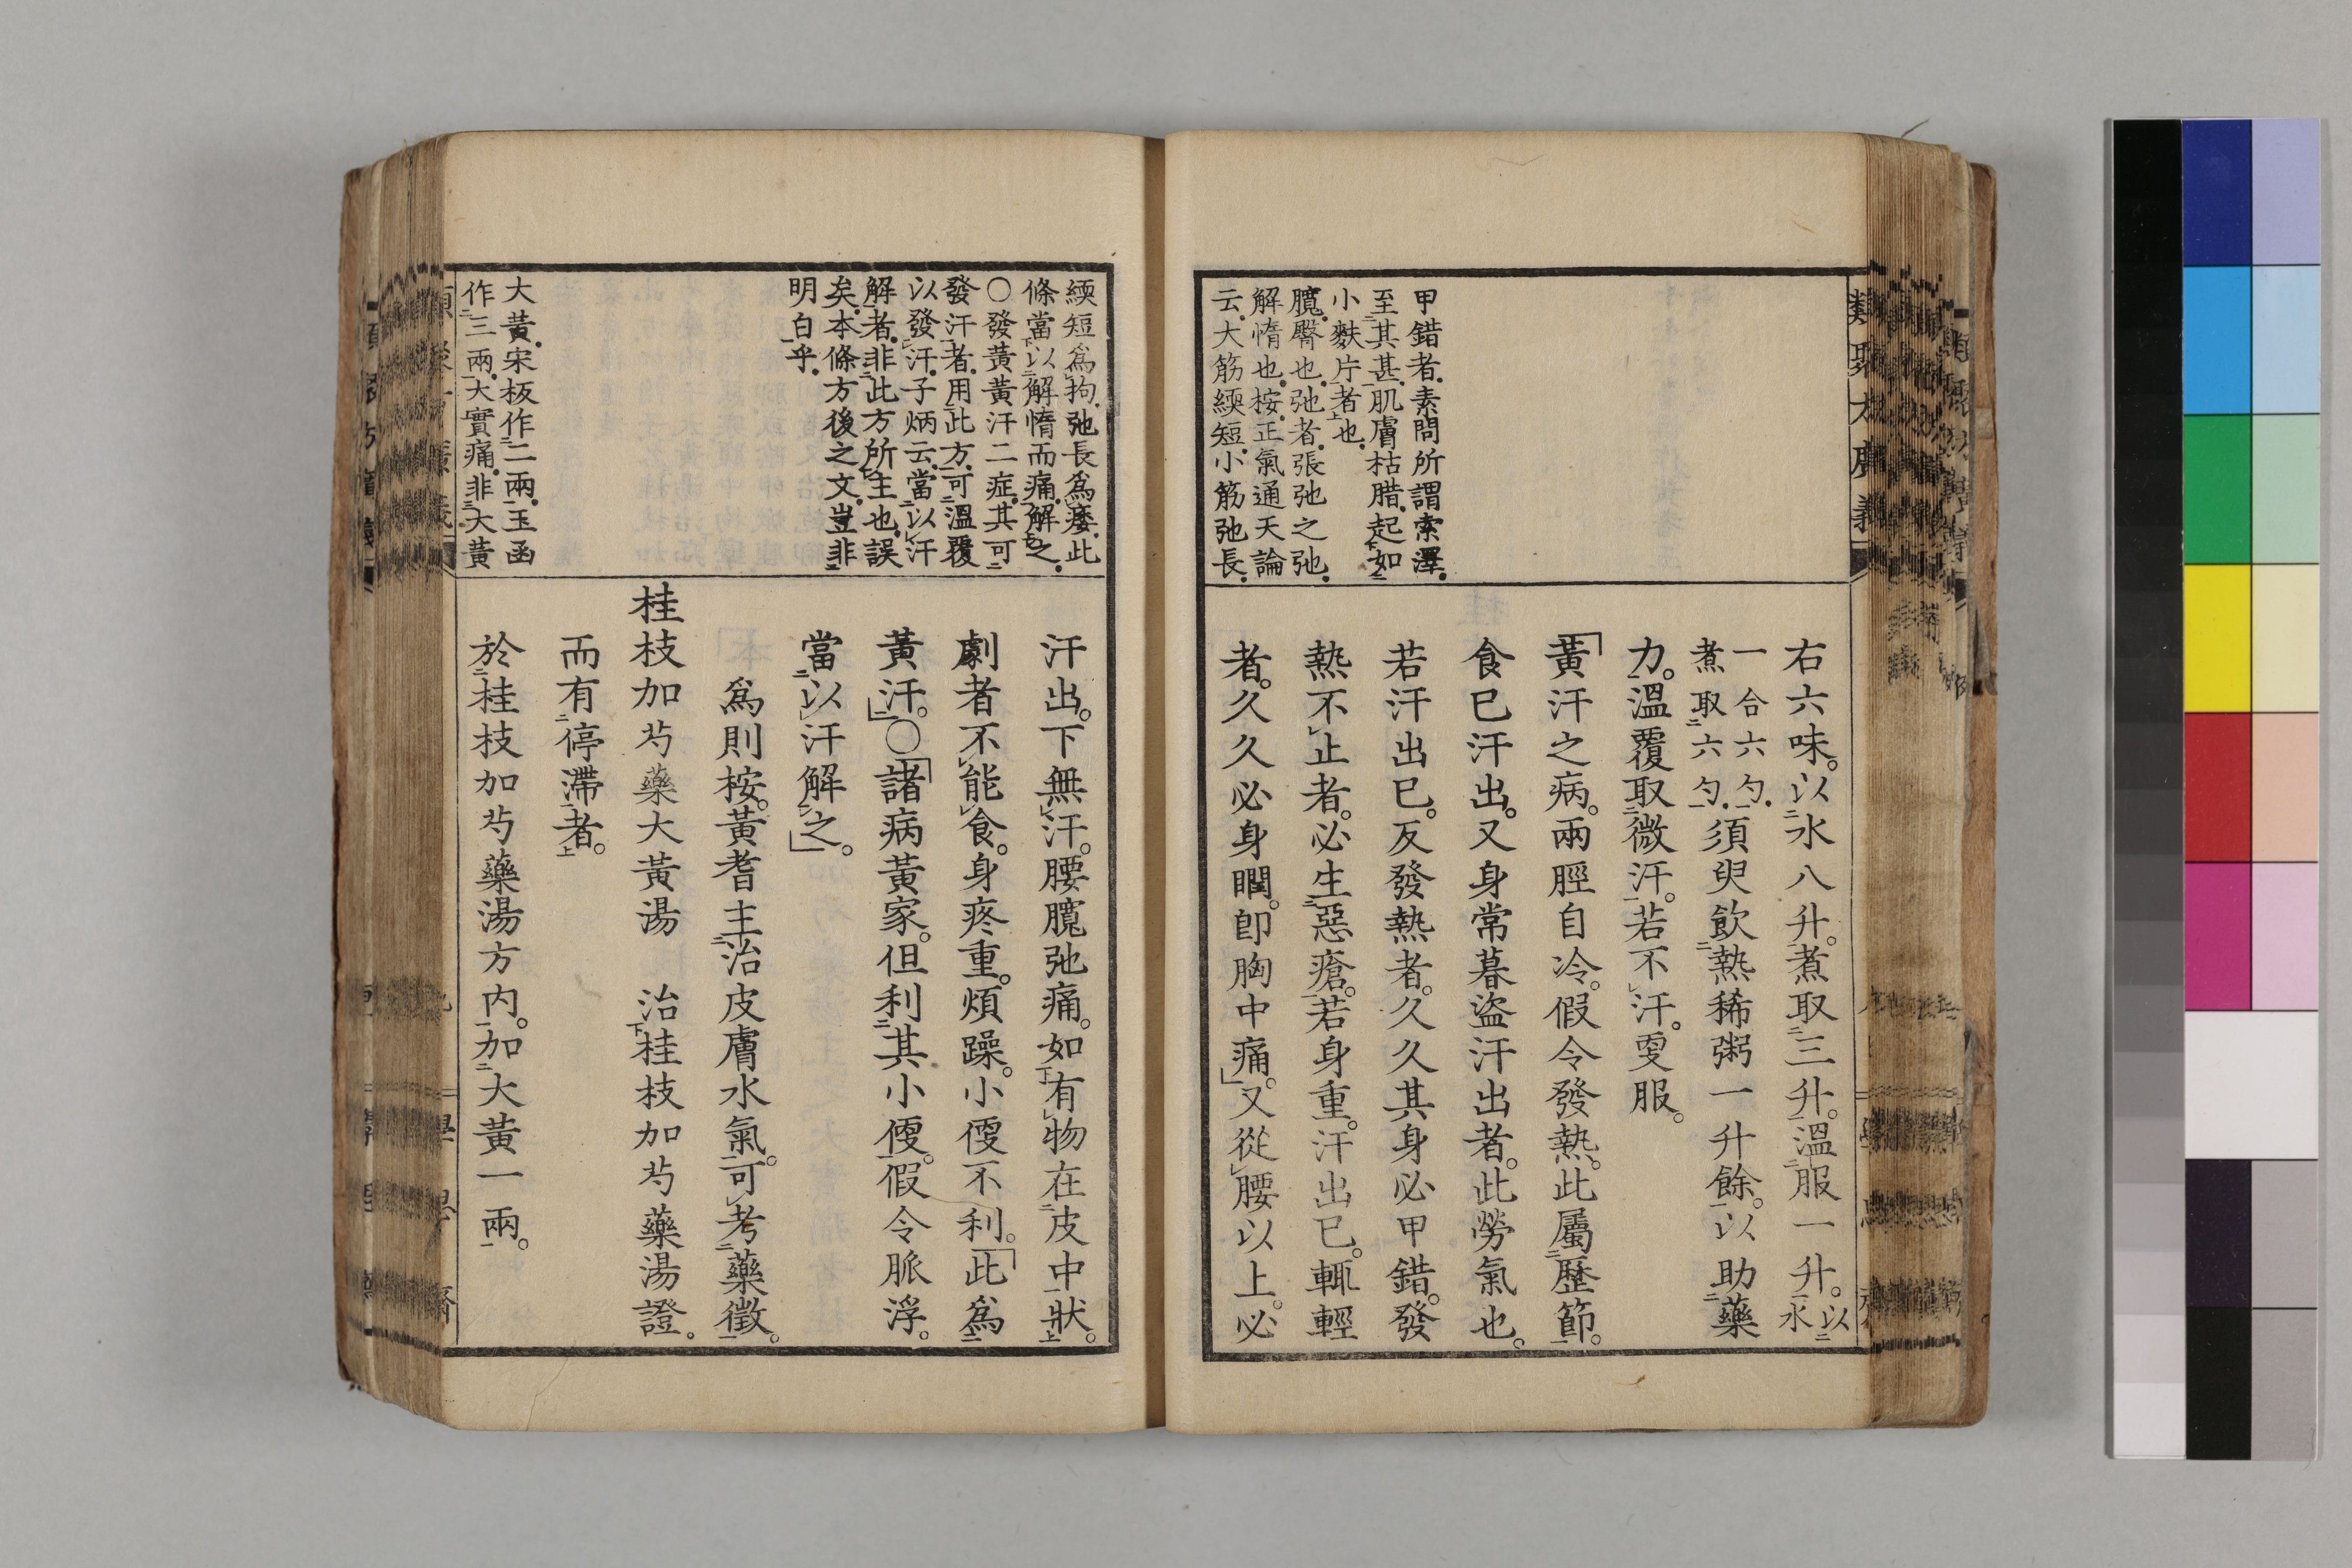 甲錯者素問所謂索澤
至其甚肌膚枯腊起如
小麩片者也
髖臀也弛者張弛之弛
解惰也按正氣通天論
云大筋緛短小筋弛長
右六味以水八升煮取三升温服一升以水
一合六勺煮取六勺須臾飲熱稀粥一升餘以助藥
力温覆取微汗若不汗更服
黃汗之病兩脛自冷假令發熱此屬歷節
食已汗出又身常暮盜汗出者此勞氣也
若汗出已反發熱者久久其身必甲錯發
熱不止者必生惡瘡若身重汗出已輒輕
者久久必身瞤即胸中痛又從腰以上必
緛短爲拘弛長爲痿此
條當以解惰而痛解之
○發黃黃汗二症其可
發汗者用此方可温覆
以發汗子炳云當以汗
解者非此方所主也誤
矣本條方後之文豈非
明白乎
大黃宋板作二兩玉函
作三兩大實痛非大黃
汗出下無汗腰髖弛痛如有物在皮中狀
劇者不能食身疼重煩躁小便不利此爲
黃汗○諸病黃家但利其小便假令脈浮
當以汗解之
爲則按黃耆主治皮膚水氣可考藥徵
桂枝加芍藥大黃湯　治桂枝加芍藥湯證
而有停滯者
於桂枝加芍藥湯方内加大黃一兩